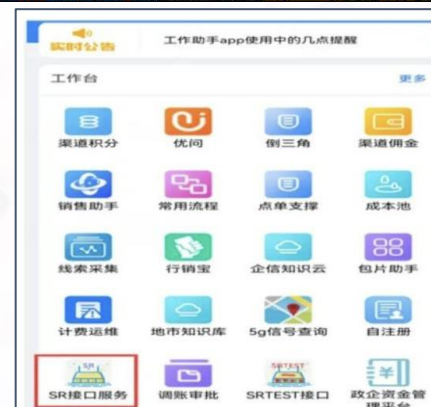 实时公告 工作助手app使用中的几点提醒
工作台 更多
渠道积分 优问 倒三角 渠道佣金
销售助手 常用流程 点单支撑 成本池
线索采集 行销宝 企信知识云 包片助手
计费运维 地市知识库 5g信号查询 自注册
SR
SRTEST
SR接口服务 调账审批 SRTEST接口 政企资金管
理平台